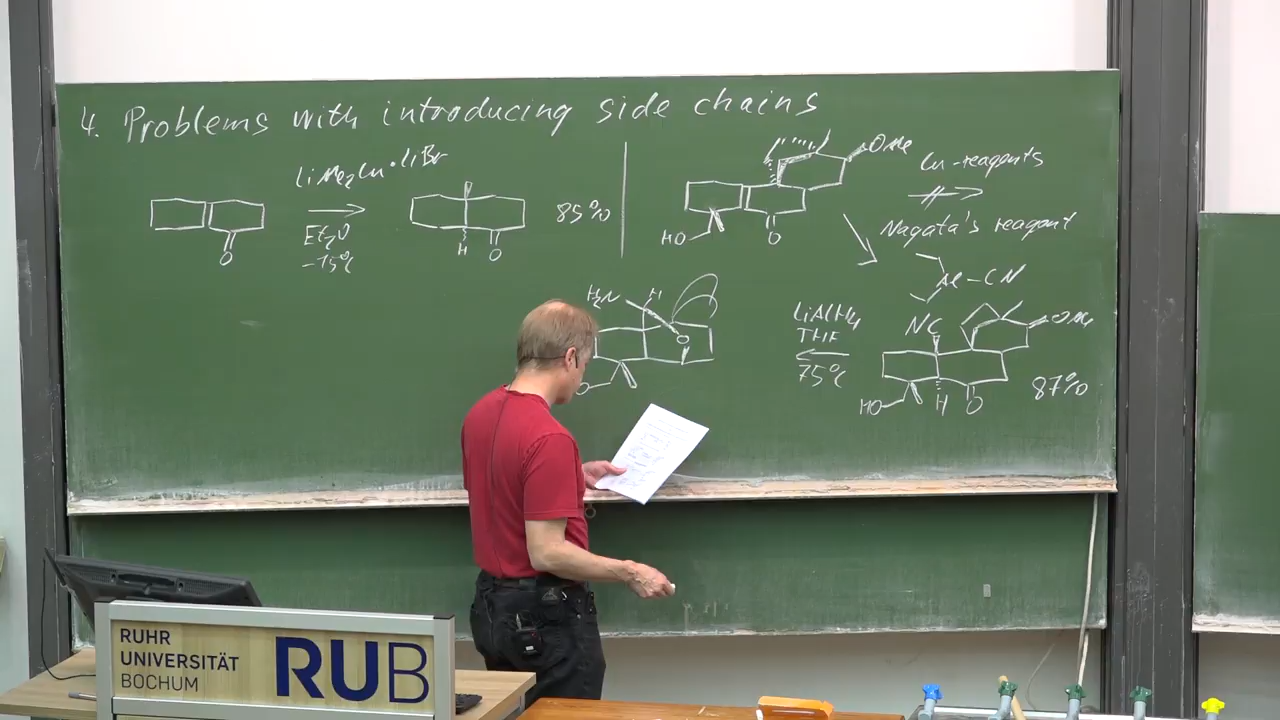 4. Problems with introducing side chains
LiMe2Cu·LiBr
Et2O
-75°C
O
H
O
85%
OMe
HO
O
Cu-reagents
Nagata's reagent
Al-CN
NC
OMe
HO
H
O
87%
LiAlH4
THF
75°C
H2N
H
O
O
RUHR
UNIVERSITÄT
BOCHUM
RUB